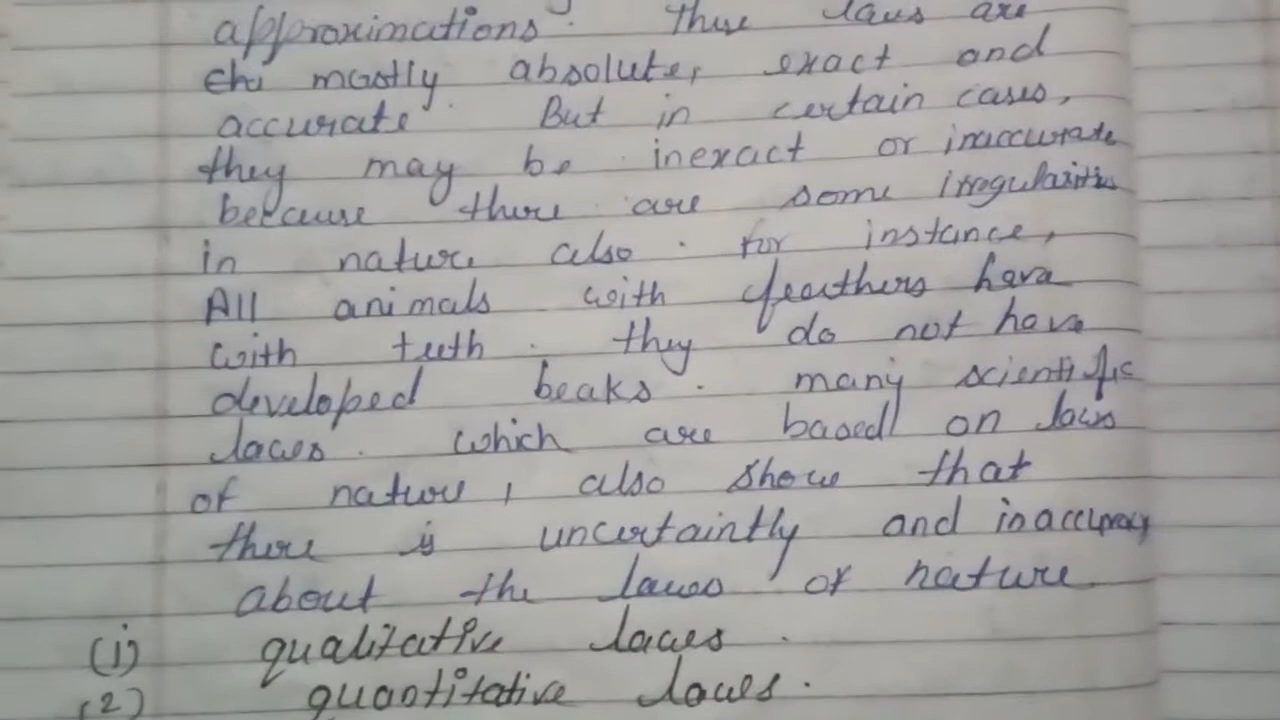 approximations. These laws are
the mostly absolute, exact and
accurate. But in certain cases,
they may be inexact or inaccurate
because there are some irregularities
in nature also. for instance,
All animals with feathers have
with teeth. they do not have
developed beaks. many scientific
laws. which are based on laws
of nature, also show that
there is uncertaintly and inaccuracy
about the laws of nature
(i) qualitative laws.
(2) quantitative laws.